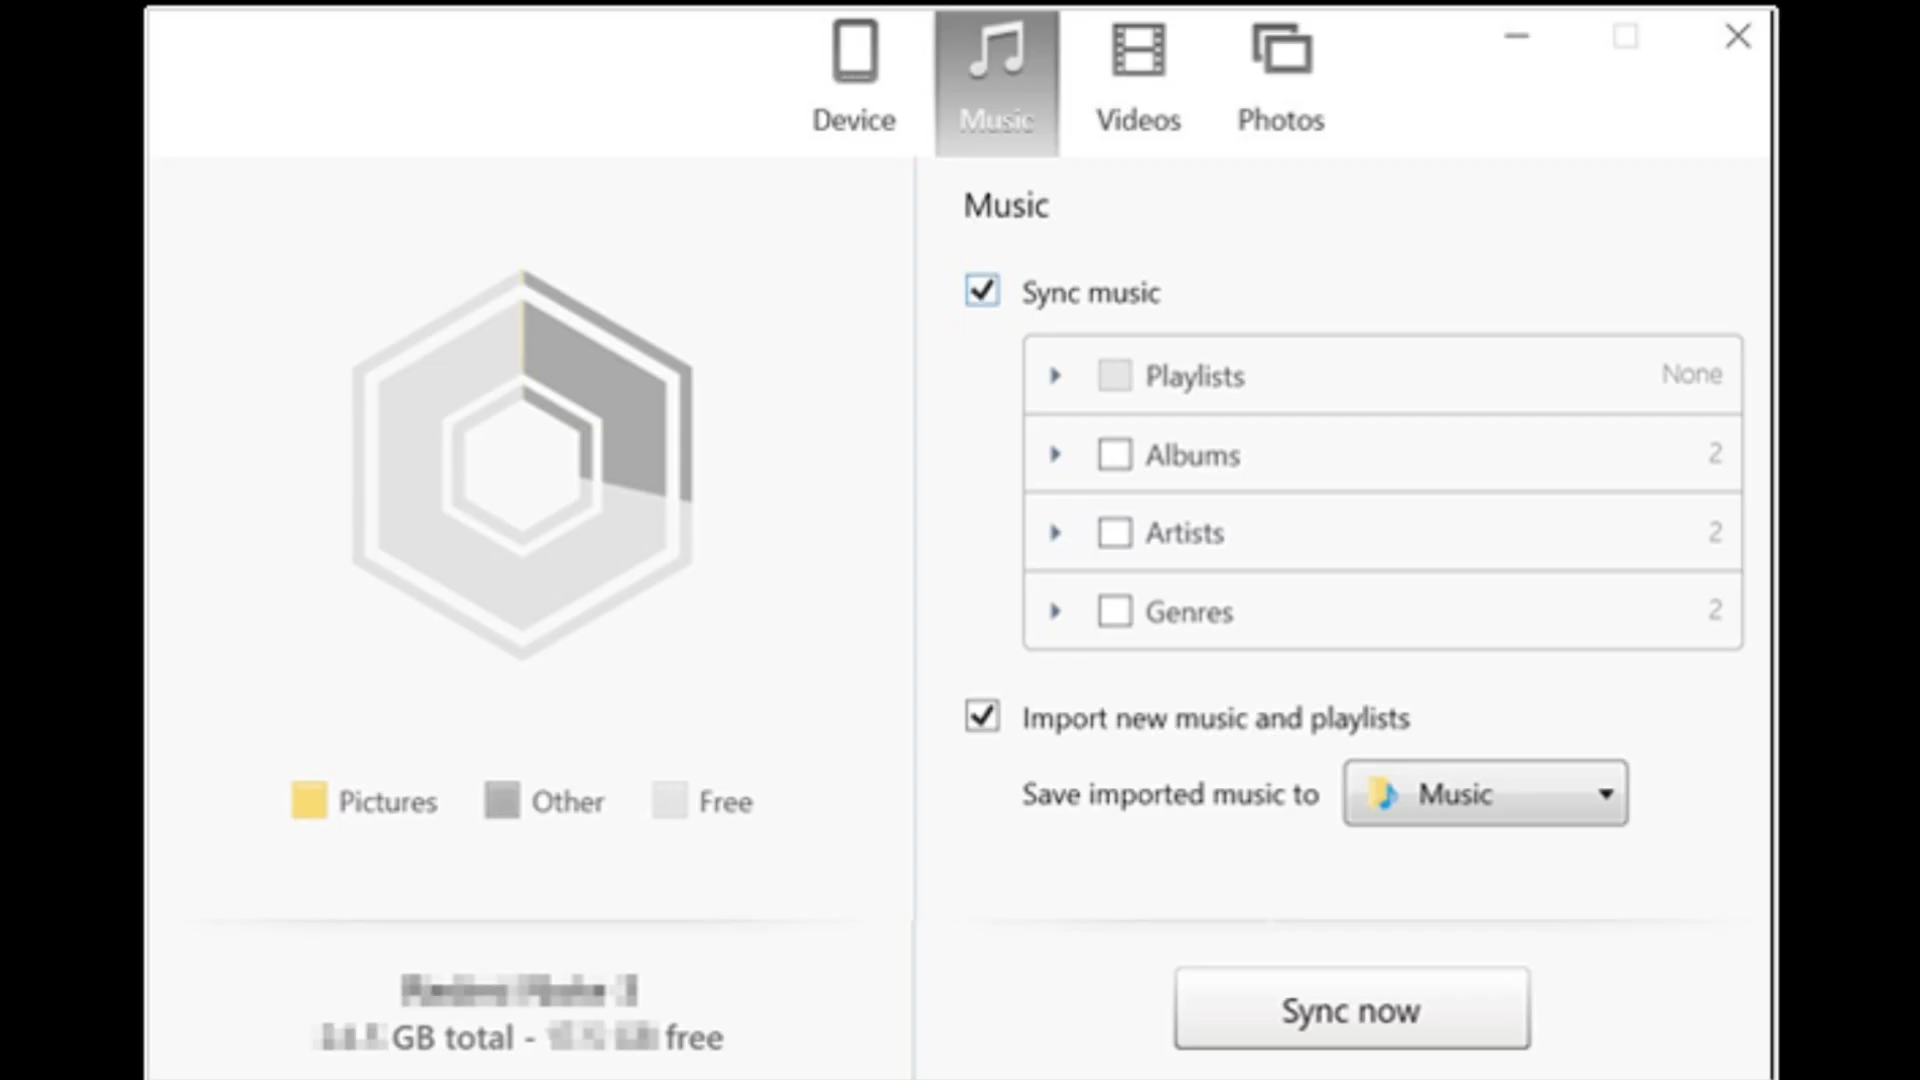 Device Music Videos Photos
Music
Sync music
Playlists None
Albums 2
Artists 2
Genres 2
Import new music and playlists
Save imported music to Music
Pictures Other Free
GB total - free
Sync now